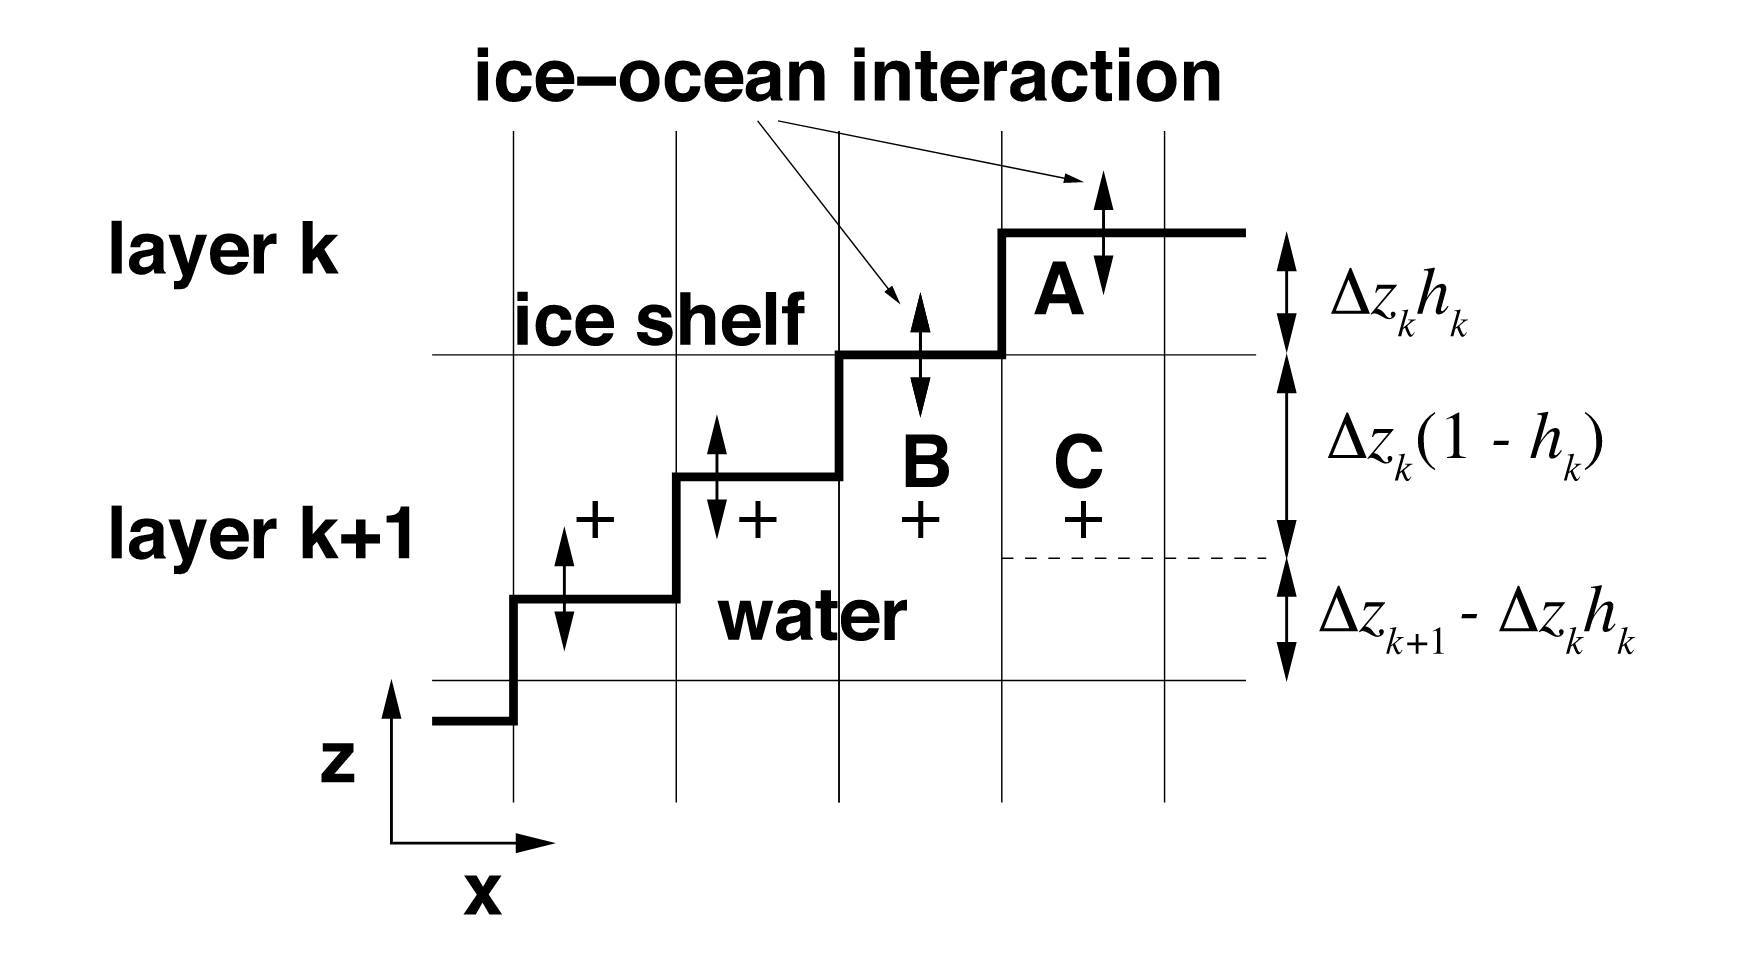 ice–ocean interaction
layer k
A
Δz_k h_k
ice shelf
B
C
Δz_k(1 - h_k)
+ + + +
layer k+1
water
Δz_{k+1} - Δz_k h_k
z
x